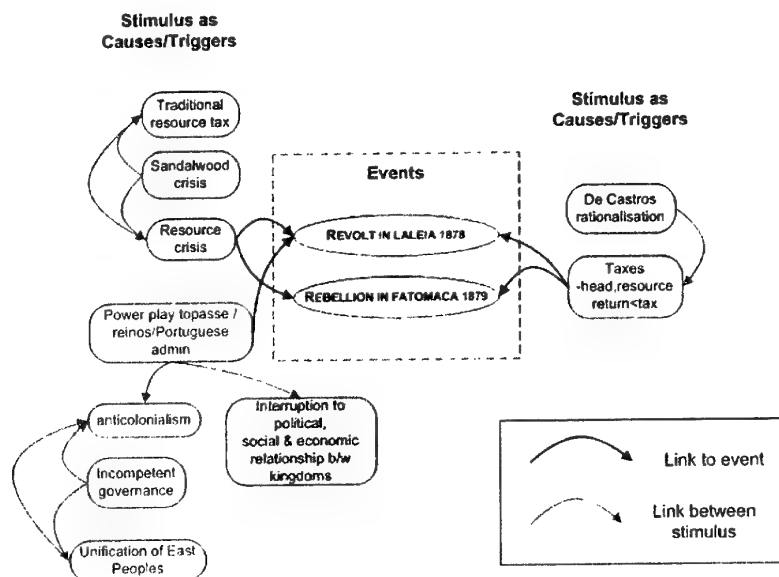 Stimulus as
Causes/Triggers
Traditional
resource tax
Sandalwood
crisis
Resource
crisis
Power play topasse /
reinos/Portuguese
admin
anticolonialism
Incompetent
governance
Unification of East
Peoples
Interruption to
political,
social & economic
relationship b/w
kingdoms
Events
REVOLT IN LALEIA 1878
REBELLION IN FATOMACA 1879
Stimulus as
Causes/Triggers
De Castros
rationalisation
Taxes
-head,resource
return<tax
Link to event
Link between
stimulus